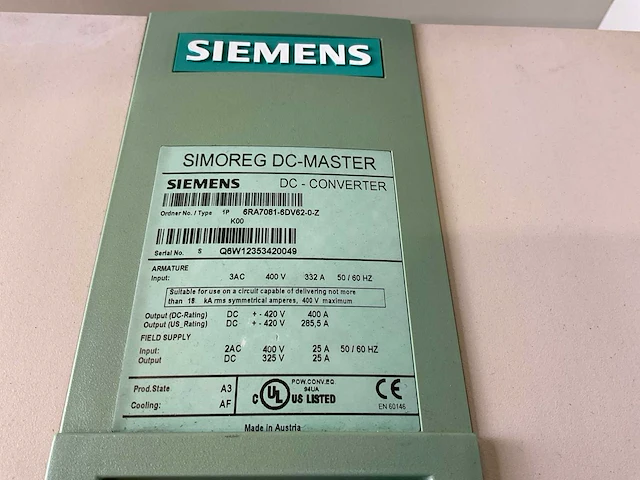 SIEMENS
SIMOREG DC-MASTER
SIEMENS DC - CONVERTER
Ordner No. / Type 1P 6RA7081-6DV62-0-Z
K00
Serial No. S Q6W12353420049
ARMATURE
Input: 3AC 400 V 332 A 50 / 60 HZ
Suitable for use on a circuit capable of delivering not more
than 18 kA rms symmetrical amperes, 400 V maximum
Output (DC-Rating) DC + - 420 V 400 A
Output (US_Rating) DC + - 420 V 285,5 A
FIELD SUPPLY
Input: 2AC 400 V 25 A 50 / 60 HZ
Output DC 325 V 25 A
Prod.State A3
Cooling: AF
POW.CONV.EQ.
94UA
C UL US LISTED
CE
EN 60146
Made in Austria